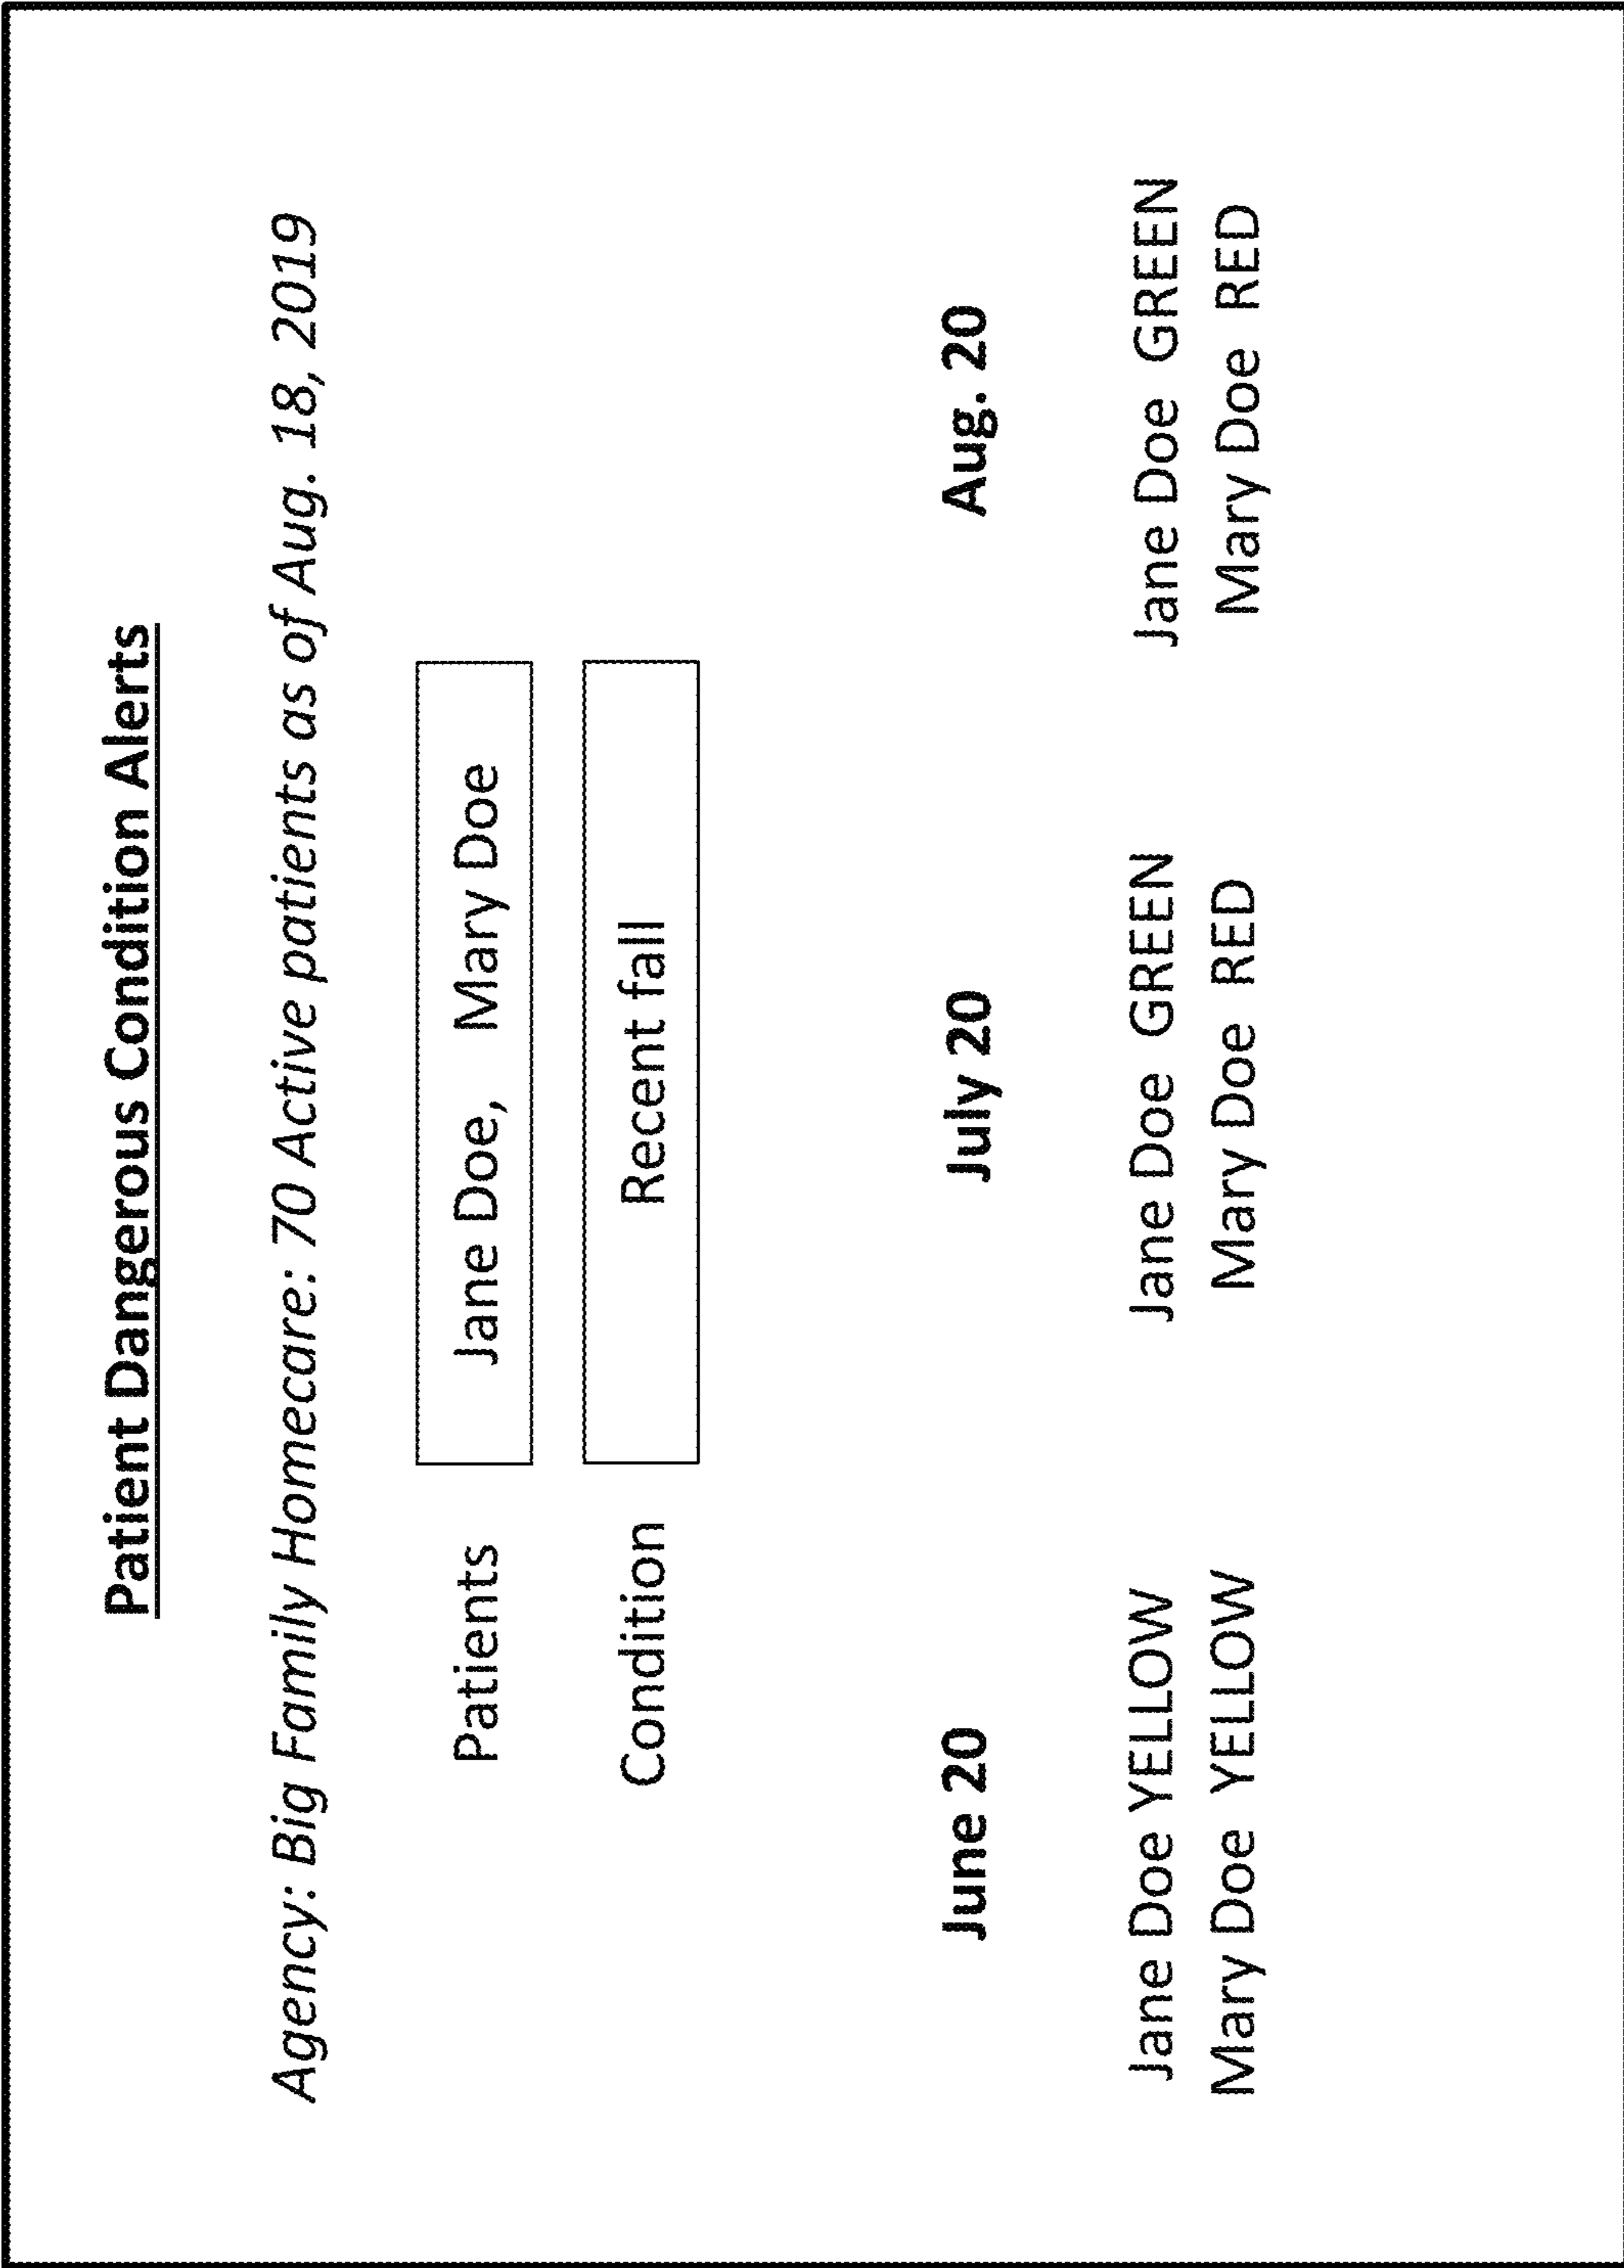 Patient Dangerous Condition Alerts
Agency: Big Family Homecare: 70 Active patients as of Aug. 18, 2019
Patients Jane Doe, Mary Doe
Condition Recent fall
June 20 July 20 Aug. 20
Jane Doe YELLOW Jane Doe GREEN Jane Doe GREEN
Mary Doe YELLOW Mary Doe RED Mary Doe RED